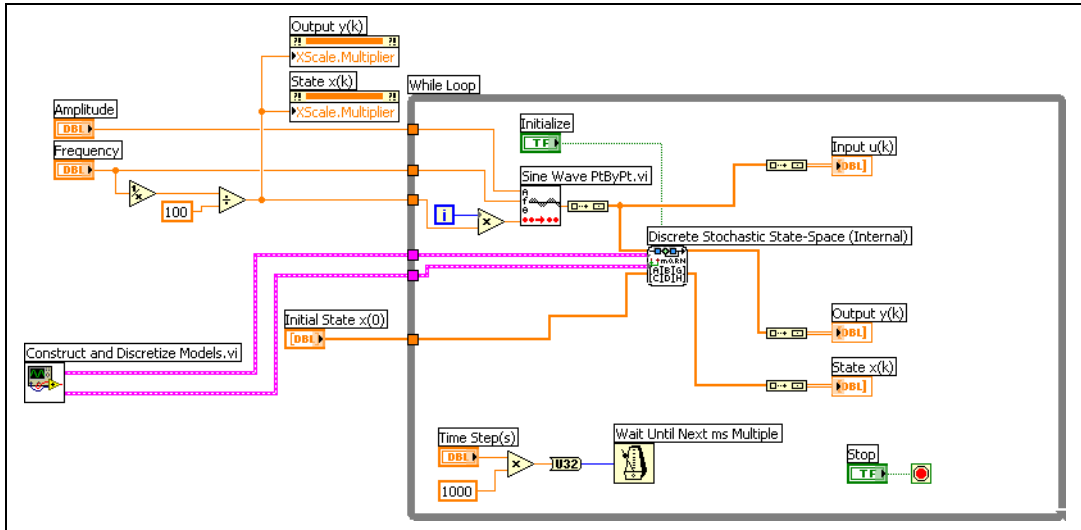 Output y(k)
XScale.Multiplier
State x(k)
XScale.Multiplier
While Loop
Amplitude
DBL
Frequency
DBL
1/x
100
÷
Initialize
TF
Sine Wave PtByPt.vi
i
×
Input u(k)
DBL]
Discrete Stochastic State-Space (Internal)
Initial State x(0)
[DBL]
Output y(k)
DBL]
Construct and Discretize Models.vi
State x(k)
DBL]
Time Step(s)
DBL
×
U32
1000
Wait Until Next ms Multiple
Stop
TF